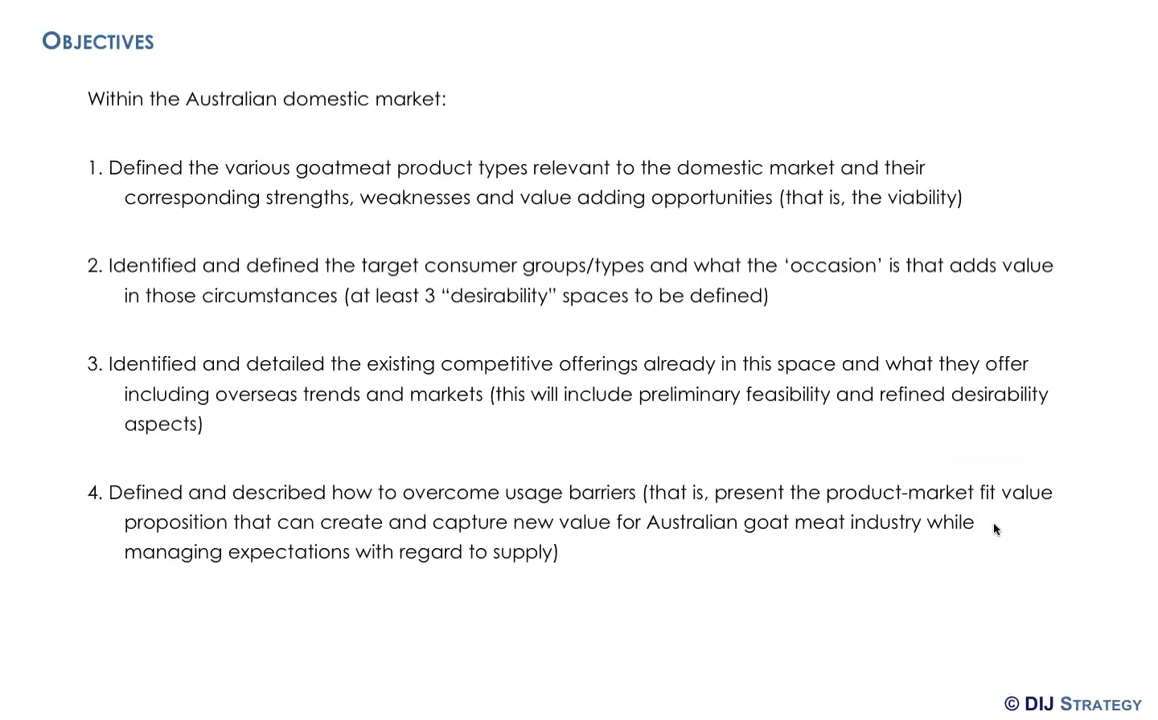 OBJECTIVES
Within the Australian domestic market:
1. Defined the various goatmeat product types relevant to the domestic market and their
corresponding strengths, weaknesses and value adding opportunities (that is, the viability)
2. Identified and defined the target consumer groups/types and what the ‘occasion’ is that adds value
in those circumstances (at least 3 “desirability” spaces to be defined)
3. Identified and detailed the existing competitive offerings already in this space and what they offer
including overseas trends and markets (this will include preliminary feasibility and refined desirability
aspects)
4. Defined and described how to overcome usage barriers (that is, present the product-market fit value
proposition that can create and capture new value for Australian goat meat industry while
managing expectations with regard to supply)
© DIJ STRATEGY